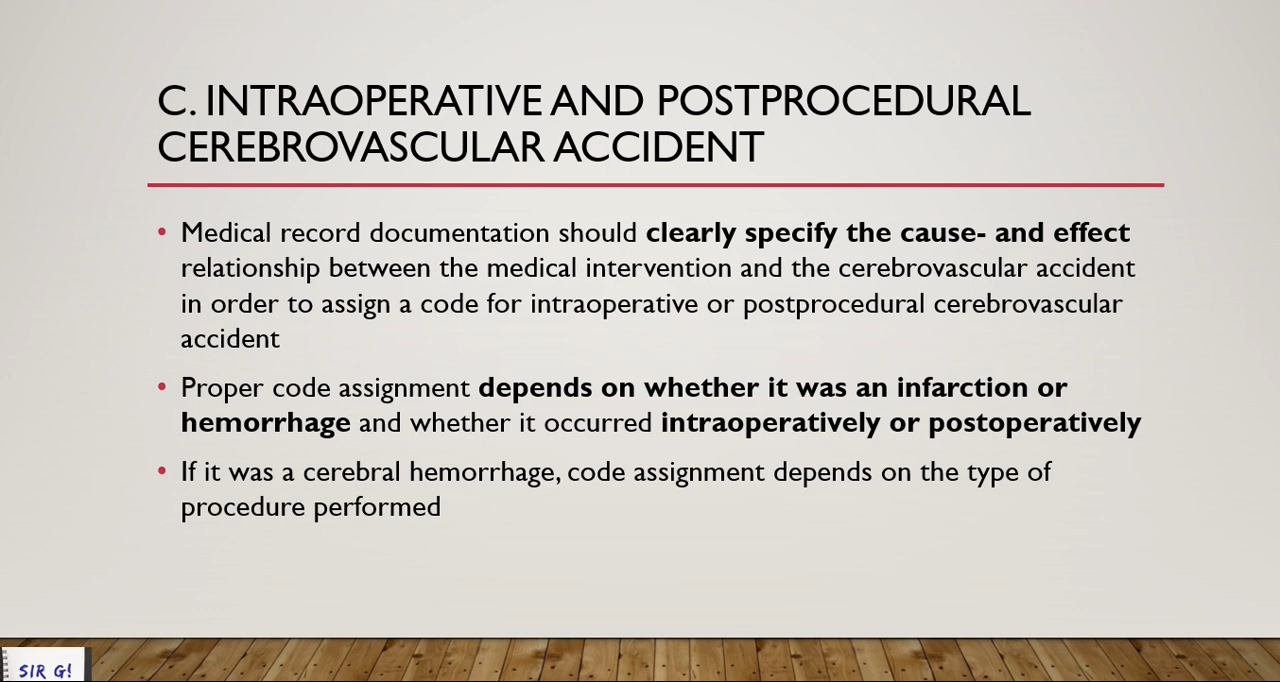 C. INTRAOPERATIVE AND POSTPROCEDURAL
CEREBROVASCULAR ACCIDENT
• Medical record documentation should clearly specify the cause- and effect
relationship between the medical intervention and the cerebrovascular accident
in order to assign a code for intraoperative or postprocedural cerebrovascular
accident
• Proper code assignment depends on whether it was an infarction or
hemorrhage and whether it occurred intraoperatively or postoperatively
• If it was a cerebral hemorrhage, code assignment depends on the type of
procedure performed
SIR G!